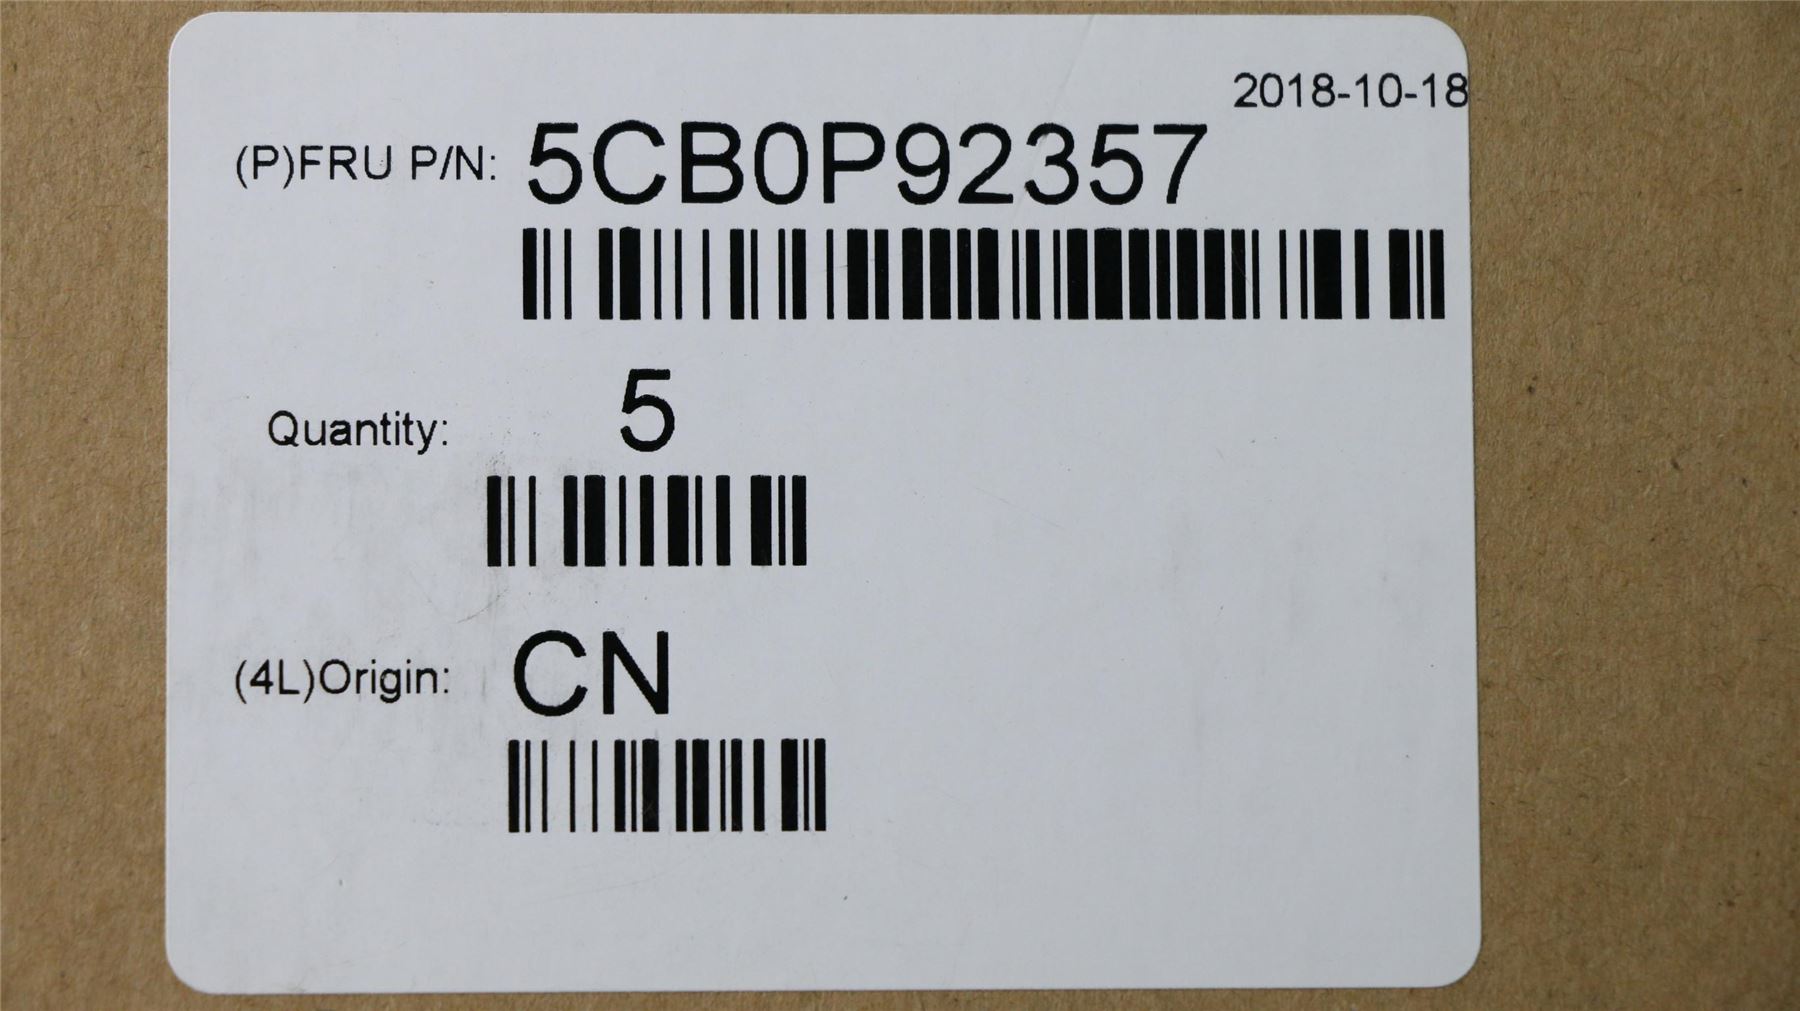 2018-10-18
(P)FRU P/N: 5CB0P92357
Quantity: 5
(4L)Origin: CN